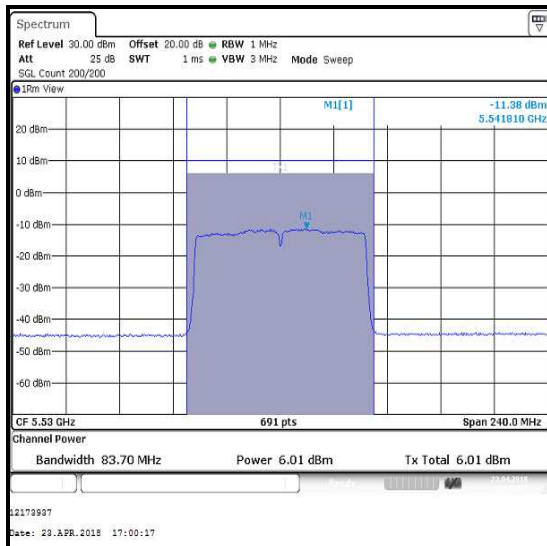 Spectrum
Ref Level 30.00 dBm Offset 20.00 dB RBW 1 MHz
Att 25 dB SWT 1 ms VBW 3 MHz Mode Sweep
SGL Count 200/200
1Rm View
M1[1] -11.38 dBm
5.541810 GHz
20 dBm
10 dBm
0 dBm
-10 dBm
M1
-20 dBm
-30 dBm
-40 dBm
-50 dBm
-60 dBm
CF 5.53 GHz 691 pts Span 240.0 MHz
Channel Power
Bandwidth 83.70 MHz Power 6.01 dBm Tx Total 6.01 dBm
12173937
Date: 23.APR.2018 17:00:17